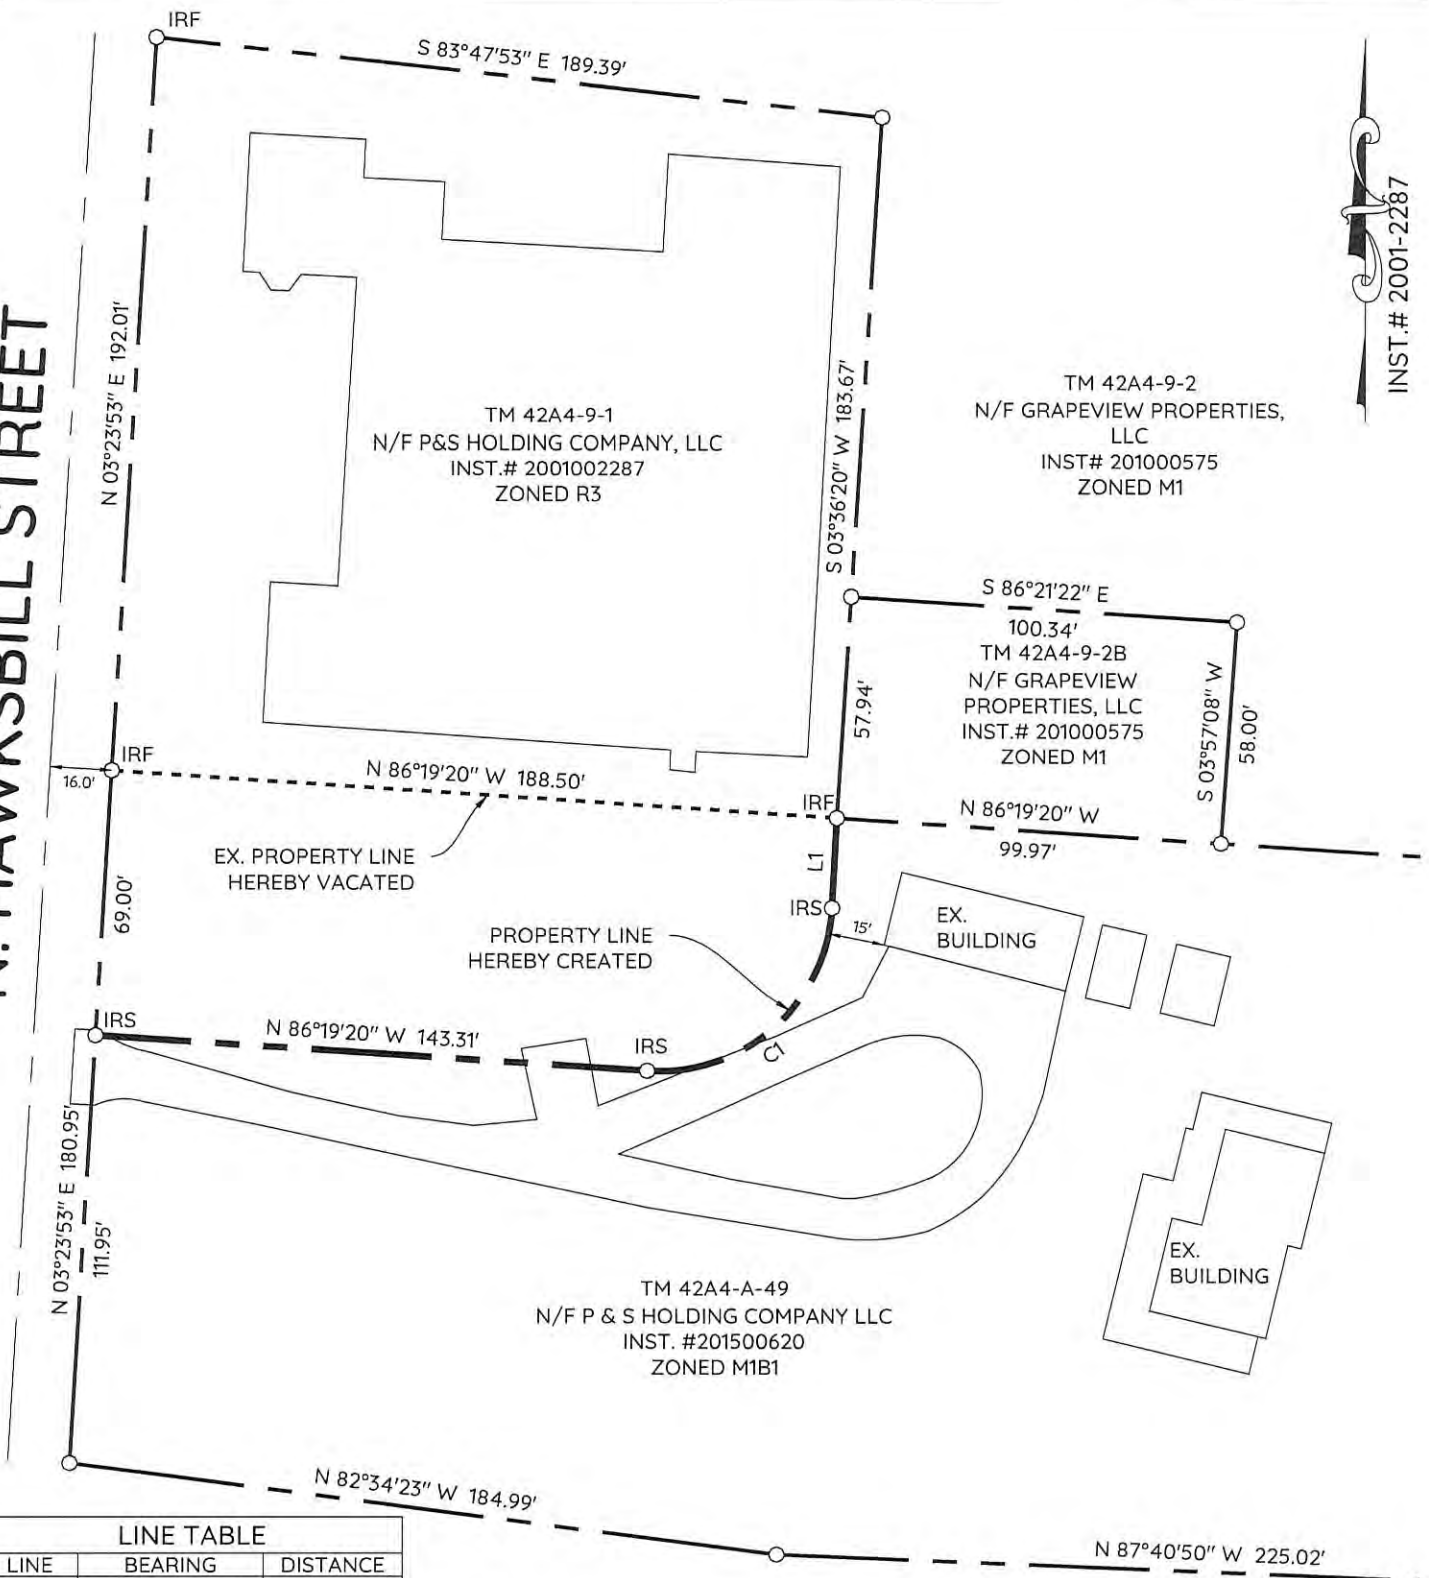 IRF
S 83°47'53" E 189.39'
INST.# 2001-2287
N 03°23'53" E 192.01'
HAWKSBILL STREET
TM 42A4-9-1
N/F P&S HOLDING COMPANY, LLC
INST.# 2001002287
ZONED R3
S 03°36'20" W 183.67'
TM 42A4-9-2
N/F GRAPEVIEW PROPERTIES,
LLC
INST# 201000575
ZONED M1
S 86°21'22" E
100.34'
TM 42A4-9-2B
N/F GRAPEVIEW
PROPERTIES, LLC
INST.# 201000575
ZONED M1
57.94'
S 03°57'08" W
58.00'
IRF
16.0'
N 86°19'20" W 188.50'
IRF
N 86°19'20" W
99.97'
EX. PROPERTY LINE
HEREBY VACATED
L1
69.00'
IRS
15'
EX.
BUILDING
PROPERTY LINE
HEREBY CREATED
IRS
N 86°19'20" W 143.31'
IRS
C1
N 03°23'53" E 180.95'
111.95'
EX.
BUILDING
TM 42A4-A-49
N/F P & S HOLDING COMPANY LLC
INST. #201500620
ZONED M1B1
N 82°34'23" W 184.99'
N 87°40'50" W 225.02'
LINE TABLE
LINE BEARING DISTANCE